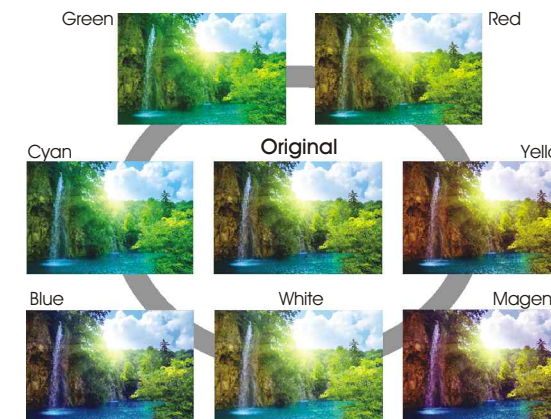 Green
Red
Cyan
Original
Yello
Blue
White
Magen